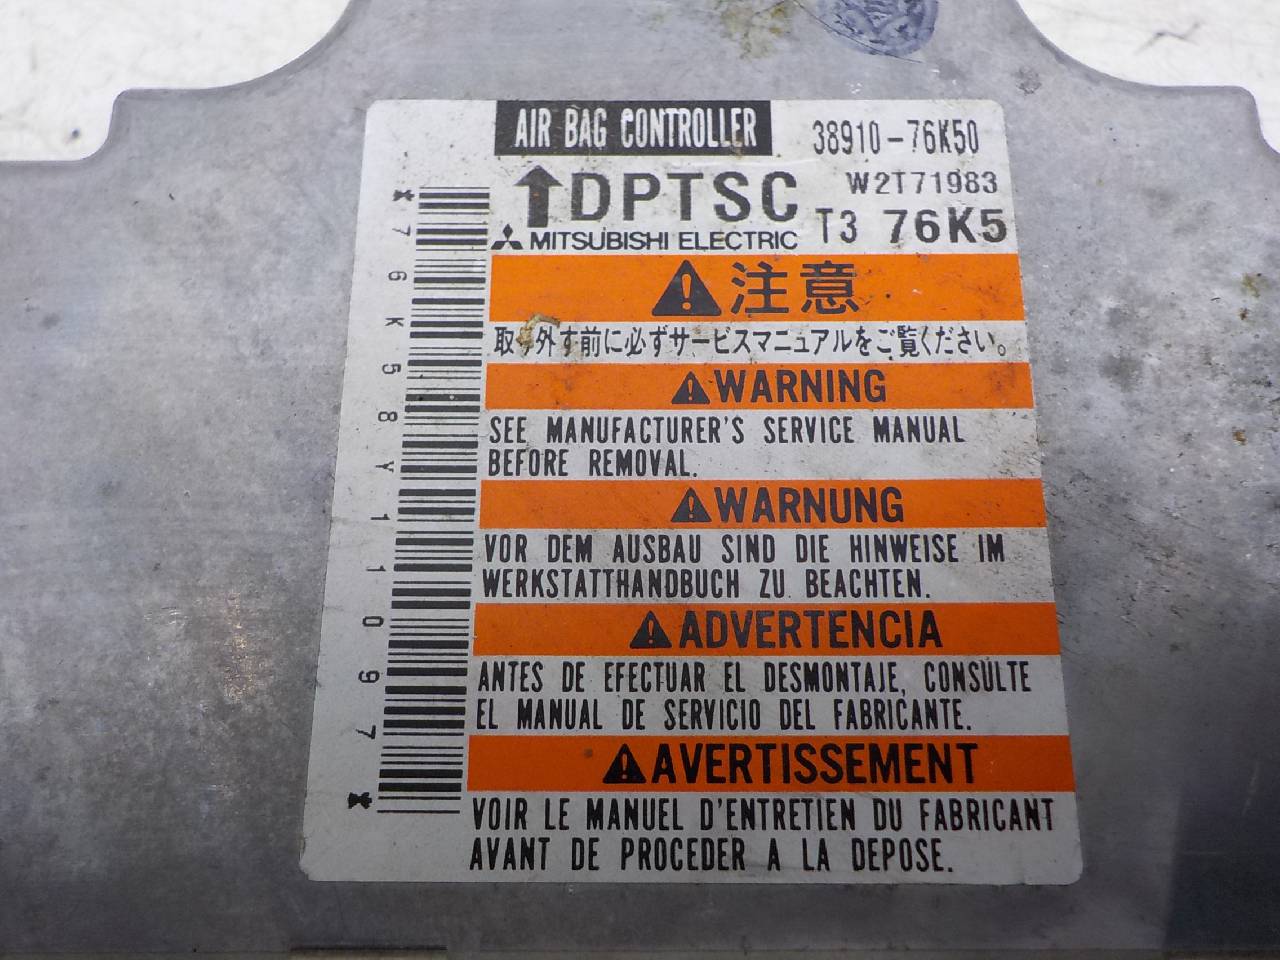 AIR BAG CONTROLLER 38910-76K50
DPTSC W2T71983
MITSUBISHI ELECTRIC T3 76K5
注意
取り外す前に必ずサービスマニュアルをご覧ください。
WARNING
SEE MANUFACTURER'S SERVICE MANUAL
BEFORE REMOVAL.
WARNUNG
VOR DEM AUSBAU SIND DIE HINWEISE IM
WERKSTATTHANDBUCH ZU BEACHTEN.
ADVERTENCIA
ANTES DE EFECTUAR EL DESMONTAJE, CONSÚLTE
EL MANUAL DE SERVICIO DEL FABRICANTE.
AVERTISSEMENT
VOIR LE MANUEL D'ENTRETIEN DU FABRICANT
AVANT DE PROCEDER A LA DEPOSE.
*76K58Y11097*